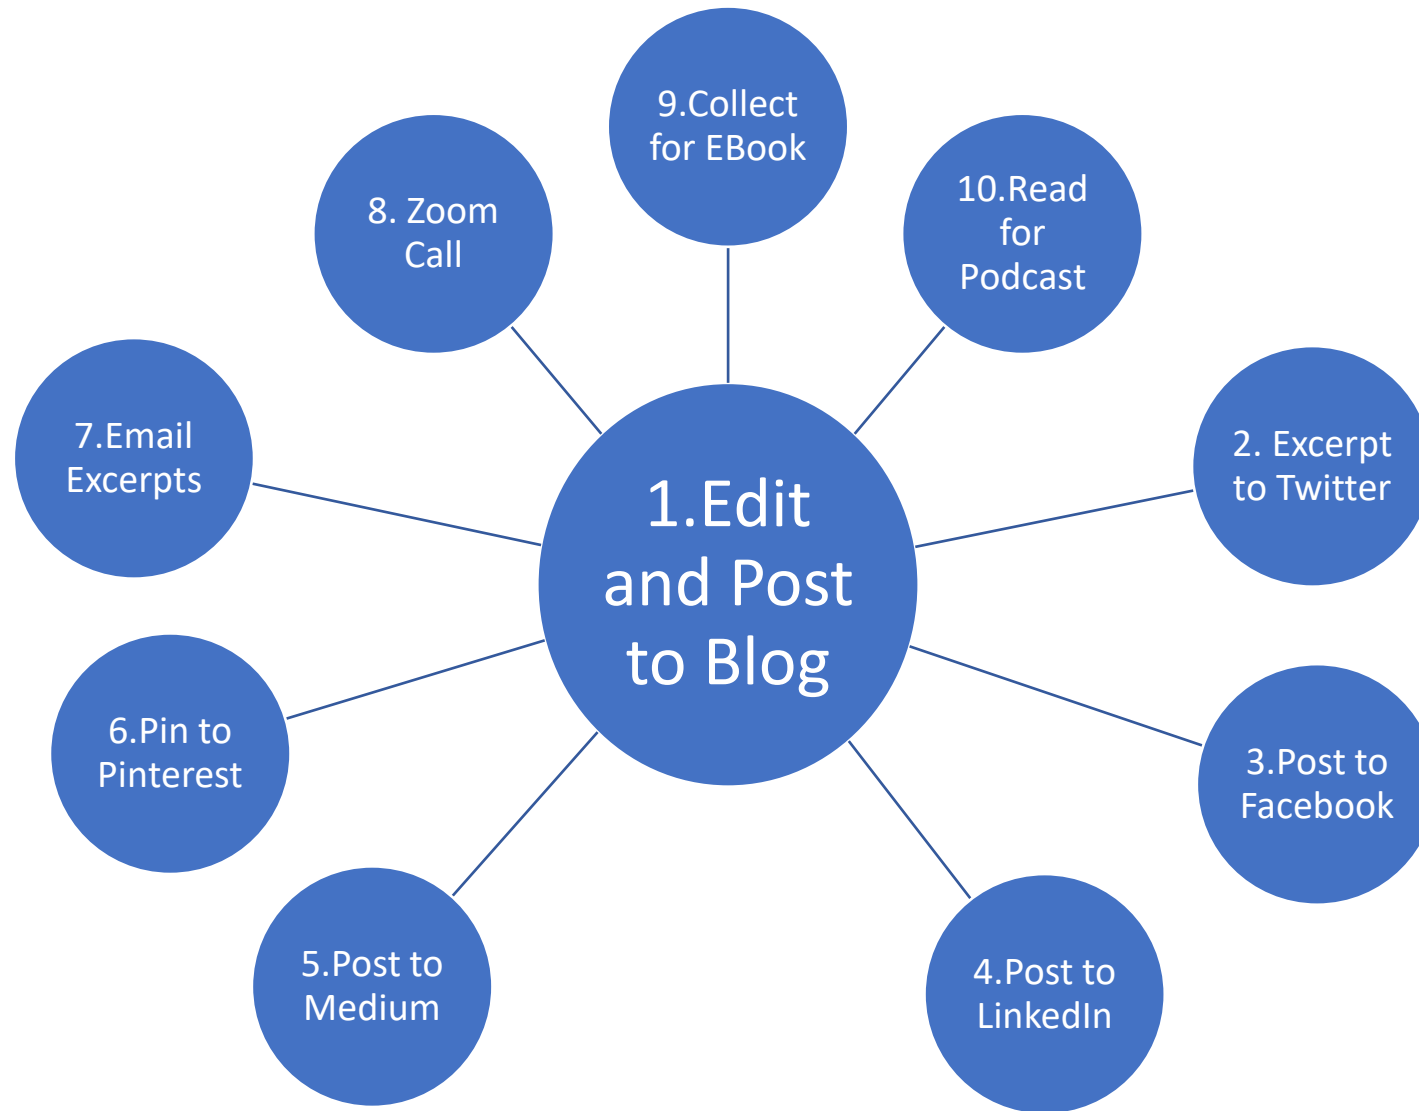 9.Collect
for EBook
10.Read
for
Podcast
8. Zoom
Call
2. Excerpt
to Twitter
7.Email
Excerpts
1.Edit
and Post
to Blog
3.Post to
Facebook
6.Pin to
Pinterest
4.Post to
LinkedIn
5.Post to
Medium